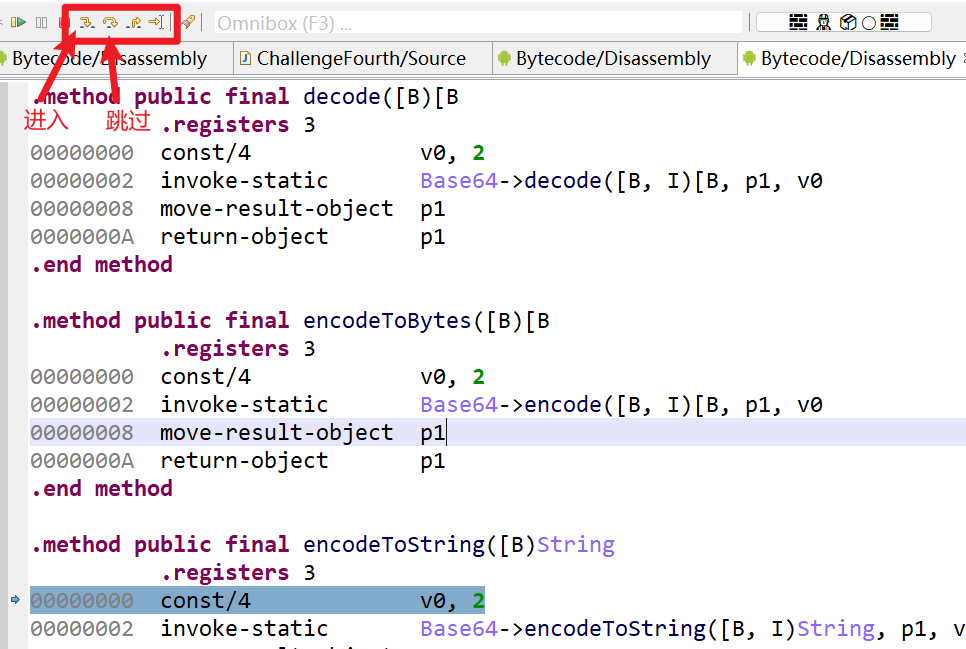 Omnibox (F3) ...
Bytecode/Disassembly ChallengeFourth/Source Bytecode/Disassembly Bytecode/Disassembly
进入 跳过
.method public final decode([B)[B
.registers 3
00000000 const/4 v0, 2
00000002 invoke-static Base64->decode([B, I)[B, p1, v0
00000008 move-result-object p1
0000000A return-object p1
.end method
.method public final encodeToBytes([B)[B
.registers 3
00000000 const/4 v0, 2
00000002 invoke-static Base64->encode([B, I)[B, p1, v0
00000008 move-result-object p1
0000000A return-object p1
.end method
.method public final encodeToString([B)String
.registers 3
00000000 const/4 v0, 2
00000002 invoke-static Base64->encodeToString([B, I)String, p1, v